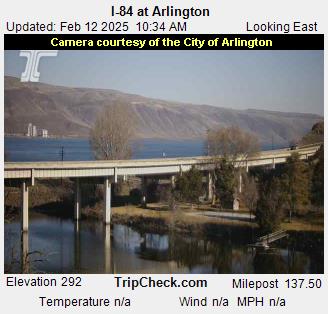 I-84 at Arlington
Updated: Feb 12 2025 10:34 AM Looking East
Camera courtesy of the City of Arlington
Elevation 292 TripCheck.com Milepost 137.50
Temperature n/a Wind n/a MPH n/a